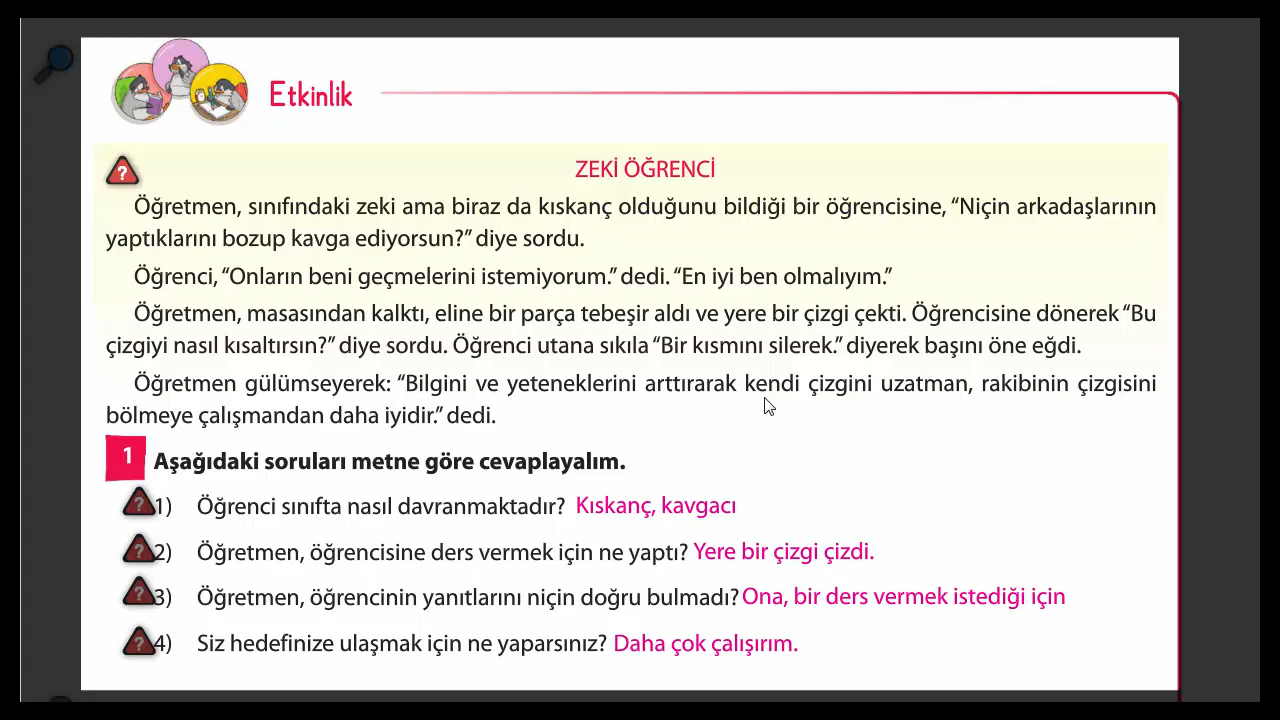 Etkinlik
?
ZEKİ ÖĞRENCİ
Öğretmen, sınıfındaki zeki ama biraz da kıskanç olduğunu bildiği bir öğrencisine, “Niçin arkadaşlarının
yaptıklarını bozup kavga ediyorsun?” diye sordu.
Öğrenci, “Onların beni geçmelerini istemiyorum.” dedi. “En iyi ben olmalıyım.”
Öğretmen, masasından kalktı, eline bir parça tebeşir aldı ve yere bir çizgi çekti. Öğrencisine dönerek “Bu
çizgiyi nasıl kısaltırsın?” diye sordu. Öğrenci utana sıkıla “Bir kısmını silerek.” diyerek başını öne eğdi.
Öğretmen gülümseyerek: “Bilgini ve yeteneklerini arttırarak kendi çizgini uzatman, rakibinin çizgisini
bölmeye çalışmandan daha iyidir.” dedi.
1 Aşağıdaki soruları metne göre cevaplayalım.
? 1) Öğrenci sınıfta nasıl davranmaktadır? Kıskanç, kavgacı
? 2) Öğretmen, öğrencisine ders vermek için ne yaptı? Yere bir çizgi çizdi.
? 3) Öğretmen, öğrencinin yanıtlarını niçin doğru bulmadı? Ona, bir ders vermek istediği için
? 4) Siz hedefinize ulaşmak için ne yaparsınız? Daha çok çalışırım.